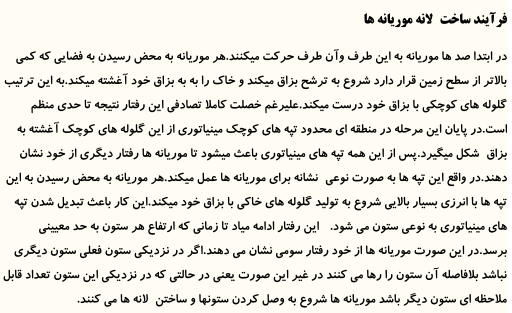 فرآیند ساخت لانه موریانه ها
در ابتدا صد ها موریانه به این طرف وآن طرف حرکت میکنند.هر موریانه به محض رسیدن به فضایی که کمی
بالاتر از سطح زمین قرار دارد شروع به ترشح بزاق میکند و خاک را به به بزاق خود آغشته میکند.به این ترتیب
گلوله های کوچکی با بزاق خود درست میکند.علیرغم خصلت کاملا تصادفی این رفتار نتیجه تا حدی منظم
است.در پایان این مرحله در منطقه ای محدود تپه های کوچک مینیاتوری از این گلوله های کوچک آغشته به
بزاق شکل میگیرد.پس از این همه تپه های مینیاتوری باعث میشود تا موریانه ها رفتار دیگری از خود نشان
دهند.در واقع این تپه ها به صورت نوعی نشانه برای موریانه ها عمل میکند.هر موریانه به محض رسیدن به این
تپه ها با انرزی بسیار بالایی شروع به تولید گلوله های خاکی با بزاق خود میکند.این کار باعث تبدیل شدن تپه
های مینیاتوری به نوعی ستون می شود. این رفتار ادامه میاد تا زمانی که ارتفاع هر ستون به حد معیینی
برسد.در این صورت موریانه ها از خود رفتار سومی نشان می دهند.اگر در نزدیکی ستون فعلی ستون دیگری
نباشد بلافاصله آن ستون را رها می کنند در غیر این صورت یعنی در حالتی که در نزدیکی این ستون تعداد قابل
ملاحظه ای ستون دیگر باشد موریانه ها شروع به وصل کردن ستونها و ساختن لانه ها می کنند.